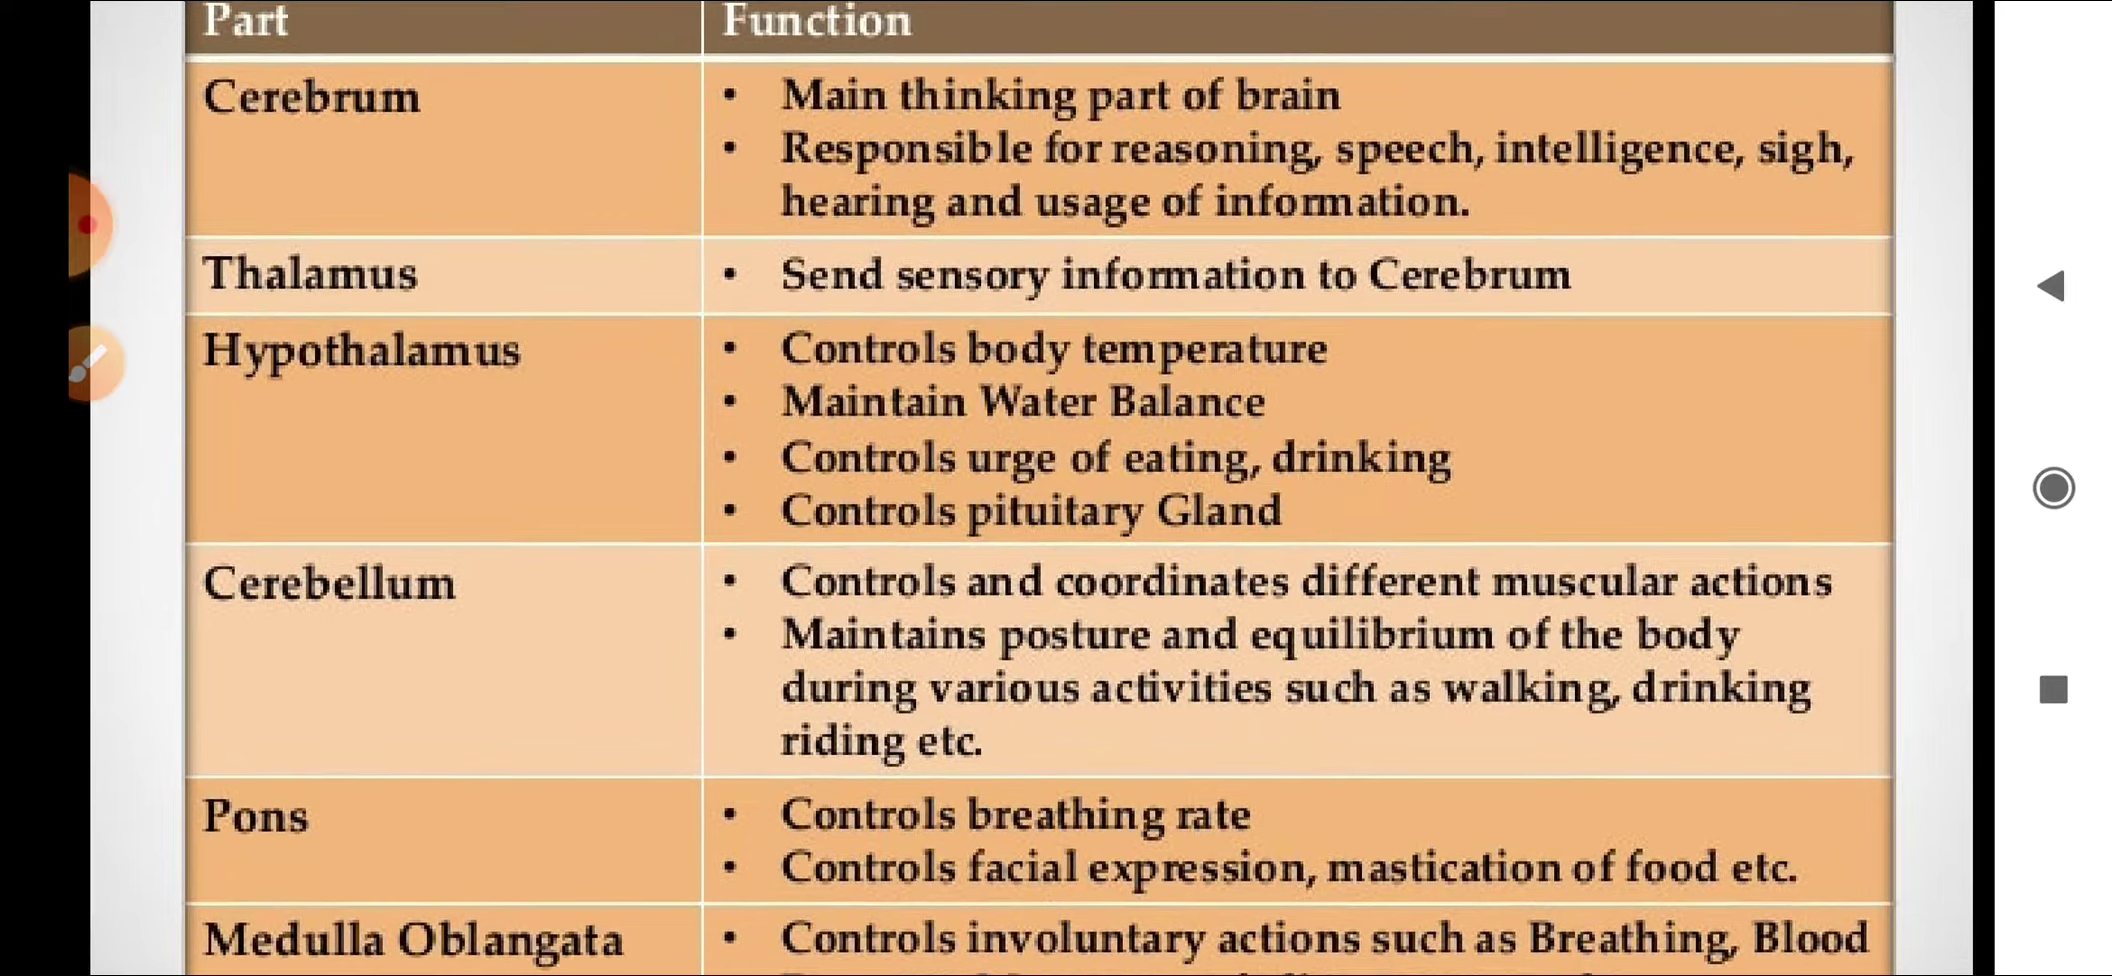 Part
Function
Cerebrum
• Main thinking part of brain
• Responsible for reasoning, speech, intelligence, sigh,
hearing and usage of information.
Thalamus
• Send sensory information to Cerebrum
Hypothalamus
• Controls body temperature
• Maintain Water Balance
• Controls urge of eating, drinking
• Controls pituitary Gland
Cerebellum
• Controls and coordinates different muscular actions
• Maintains posture and equilibrium of the body
during various activities such as walking, drinking
riding etc.
Pons
• Controls breathing rate
• Controls facial expression, mastication of food etc.
Medulla Oblangata
• Controls involuntary actions such as Breathing, Blood